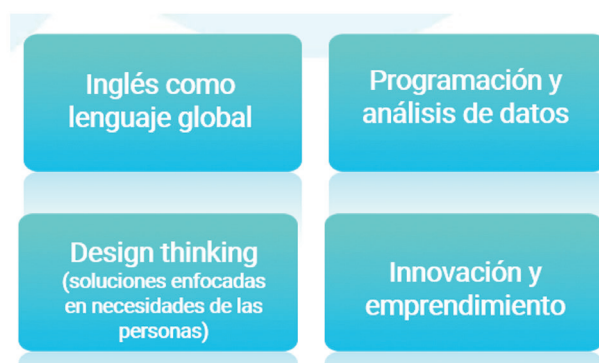 Inglés como
lenguaje global
Programación y
análisis de datos
Design thinking
(soluciones enfocadas
en necesidades de las
personas)
Innovación y
emprendimiento